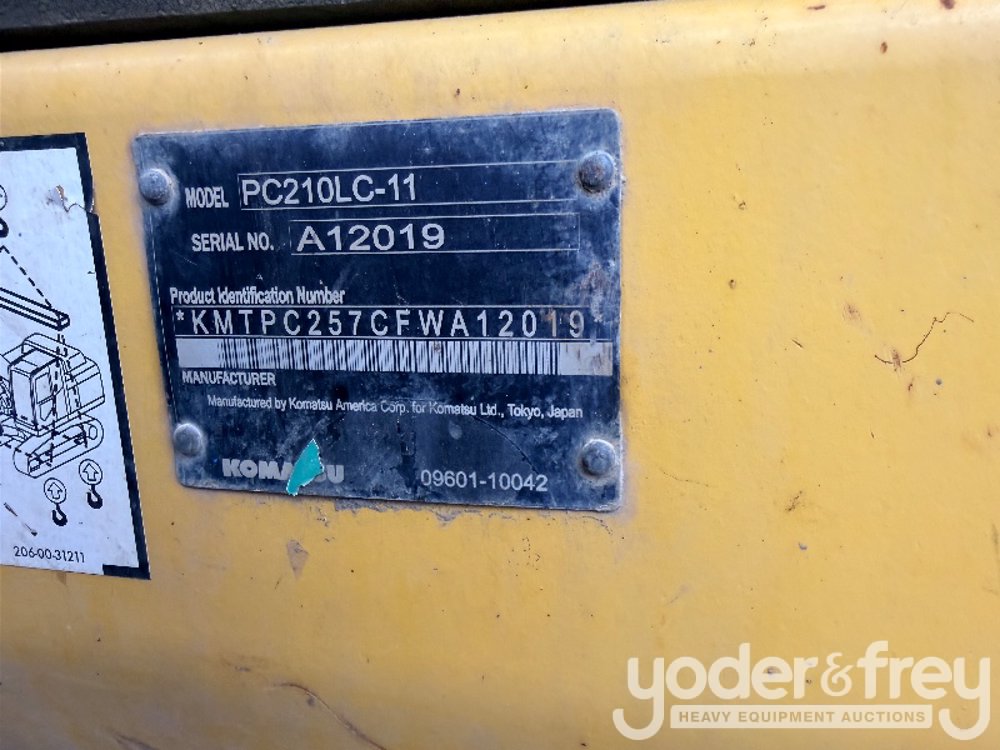 MODEL PC210LC-11
SERIAL NO. A12019
Product Identification Number
*KMTPC257CFWA12019
MANUFACTURER
Manufactured by Komatsu America Corp. for Komatsu Ltd., Tokyo, Japan
KOMATSU 09601-10042
206-00-31211
yoder&frey
HEAVY EQUIPMENT AUCTIONS